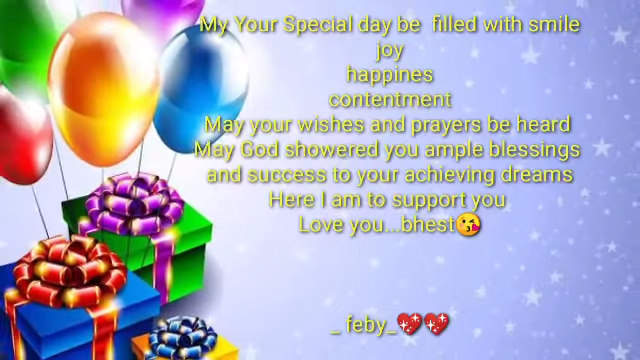 My Your Special day be filled with smile
joy
happines
contentment
May your wishes and prayers be heard
May God showered you ample blessings
and success to your achieving dreams
Here I am to support you
Love you...bhest😘
_ feby_💖💖